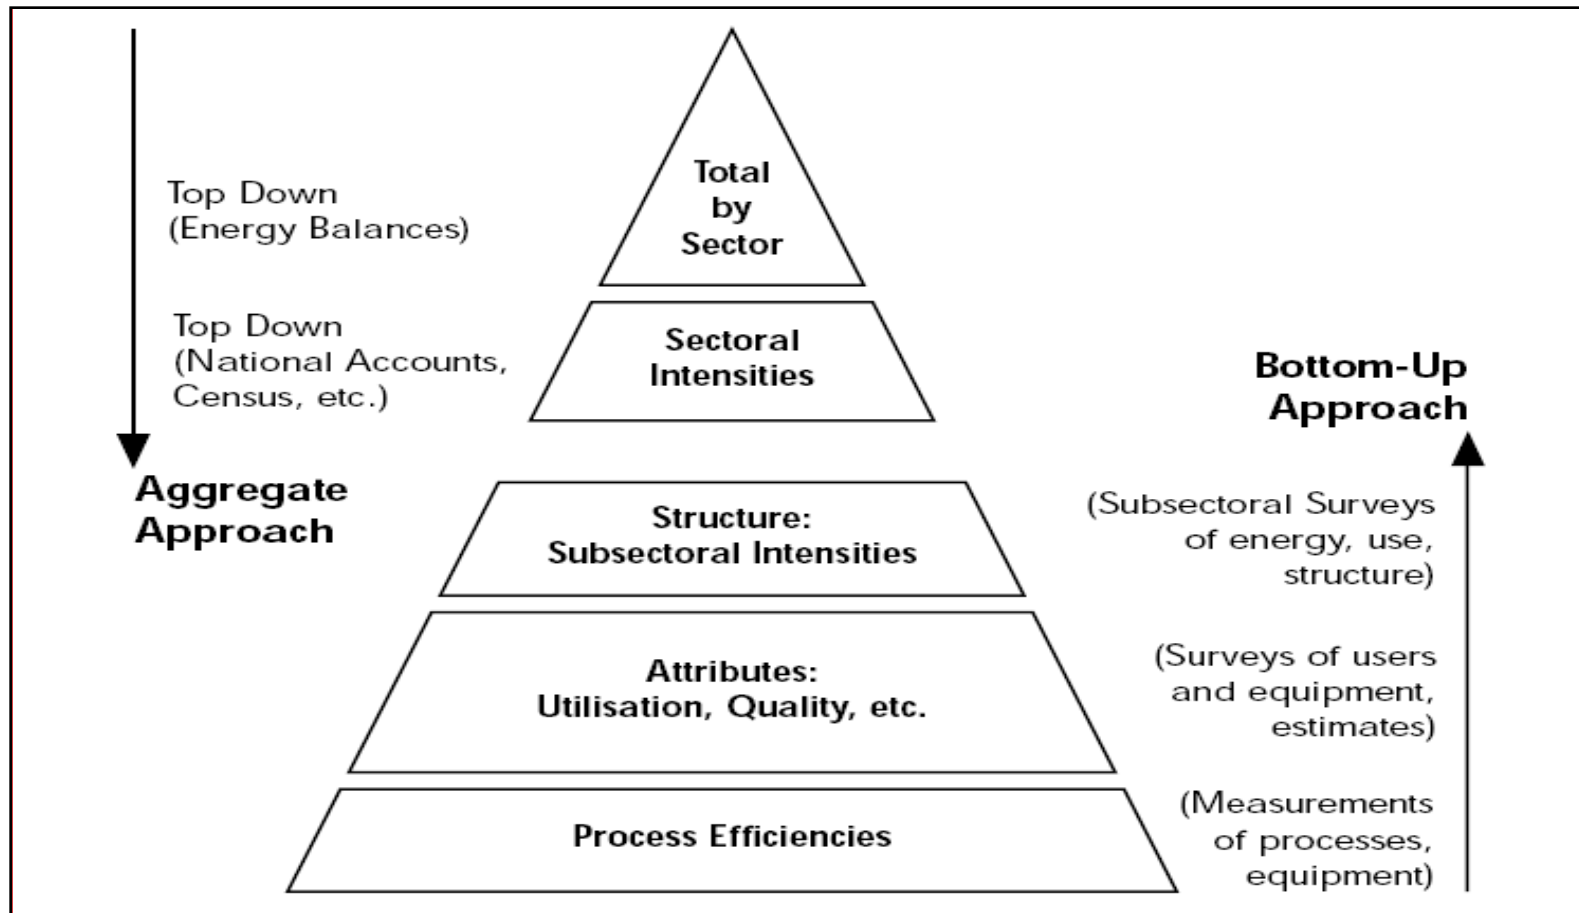 Top Down
(Energy Balances)
Top Down
(National Accounts,
Census, etc.)
Aggregate
Approach
Total
by
Sector
Sectoral
Intensities
Structure:
Subsectoral Intensities
Attributes:
Utilisation, Quality, etc.
Process Efficiencies
Bottom-Up
Approach
(Subsectoral Surveys
of energy, use,
structure)
(Surveys of users
and equipment,
estimates)
(Measurements
of processes,
equipment)